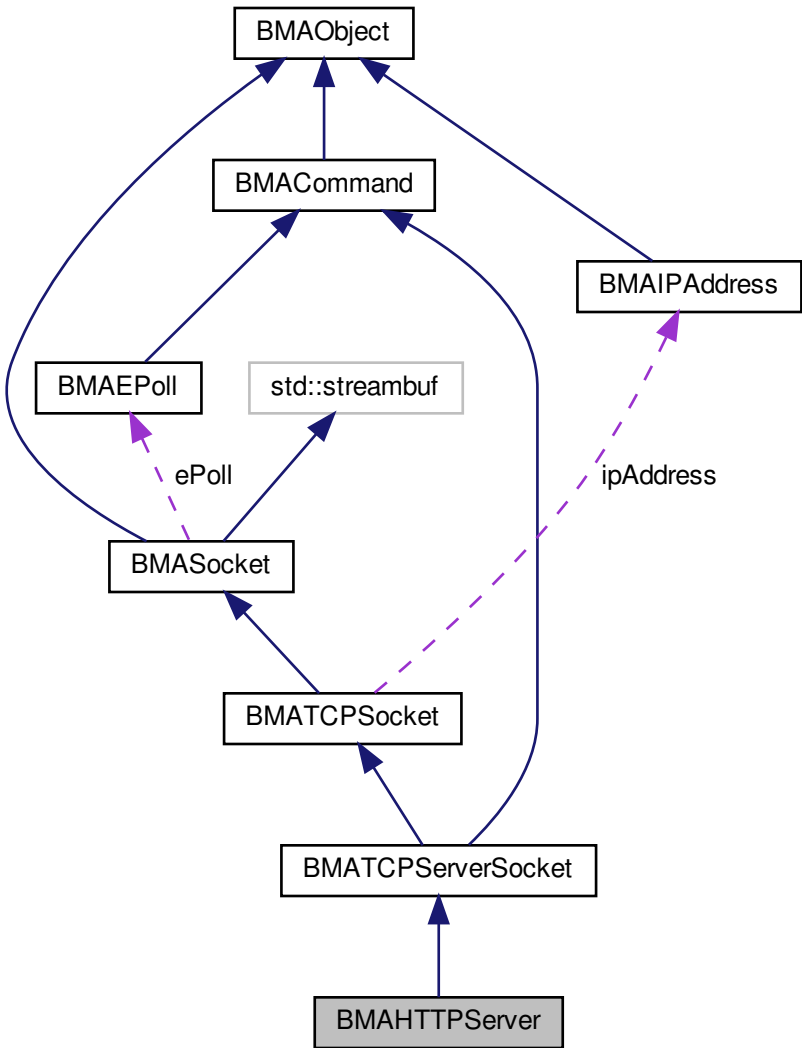 BMAObject
BMACommand
BMAIPAddress
BMAEPoll
std::streambuf
ePoll
ipAddress
BMASocket
BMATCPSocket
BMATCPServerSocket
BMAHTTPServer